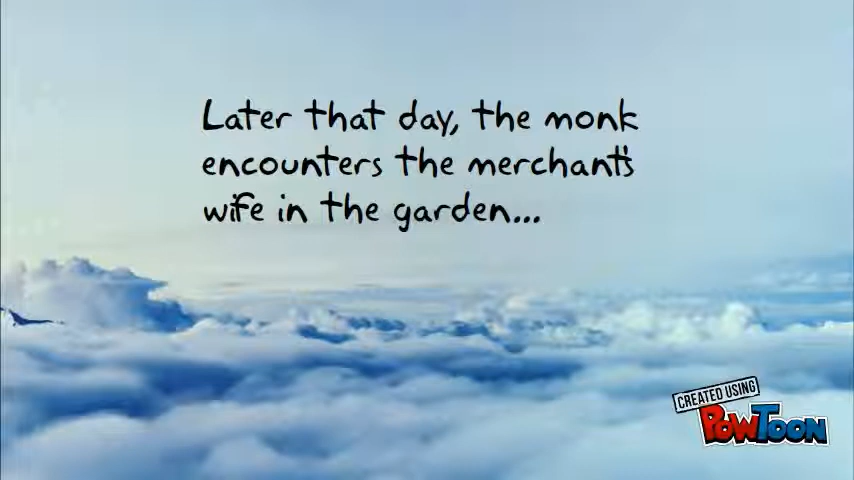 Later that day, the monk
encounters the merchant's
wife in the garden...
CREATED USING
POWTOON